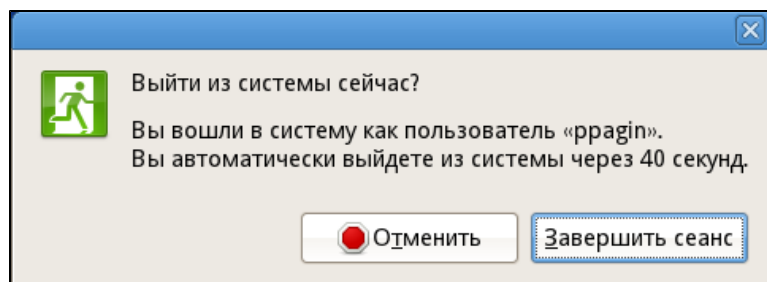 Выйти из системы сейчас?
Вы вошли в систему как пользователь «ppagin».
Вы автоматически выйдете из системы через 40 секунд.
Отменить
Завершить сеанс